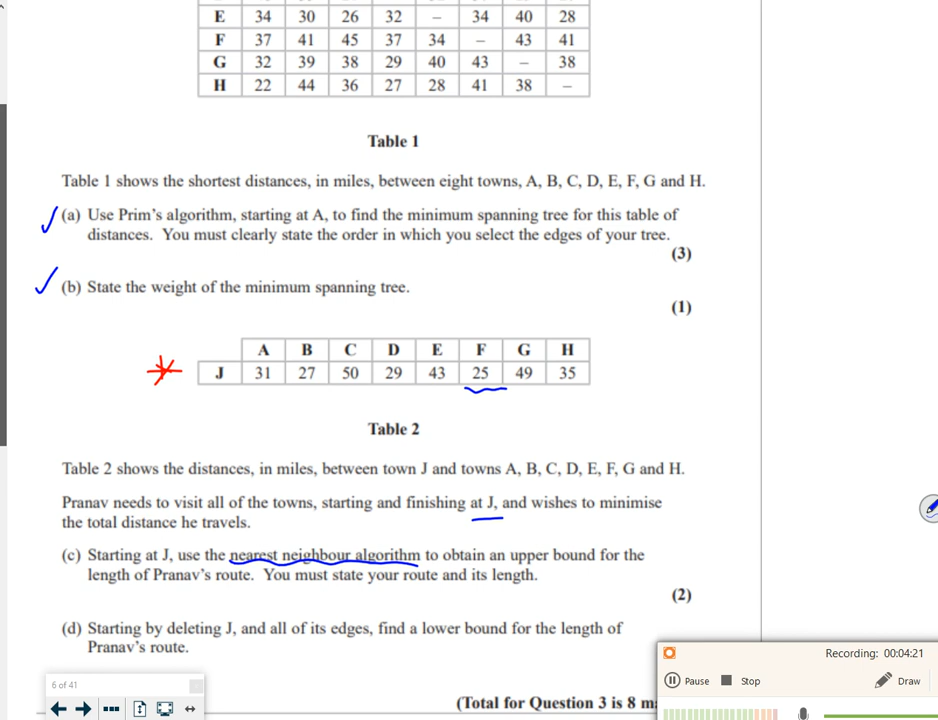 E 34 30 26 32 – 34 40 28
F 37 41 45 37 34 – 43 41
G 32 39 38 29 40 43 – 38
H 22 44 36 27 28 41 38 –
Table 1
Table 1 shows the shortest distances, in miles, between eight towns, A, B, C, D, E, F, G and H.
(a) Use Prim’s algorithm, starting at A, to find the minimum spanning tree for this table of
distances. You must clearly state the order in which you select the edges of your tree.
(3)
(b) State the weight of the minimum spanning tree.
(1)
A B C D E F G H
J 31 27 50 29 43 25 49 35
Table 2
Table 2 shows the distances, in miles, between town J and towns A, B, C, D, E, F, G and H.
Pranav needs to visit all of the towns, starting and finishing at J, and wishes to minimise
the total distance he travels.
(c) Starting at J, use the nearest neighbour algorithm to obtain an upper bound for the
length of Pranav’s route. You must state your route and its length.
(2)
(d) Starting by deleting J, and all of its edges, find a lower bound for the length of
Pranav’s route.
Recording: 00:04:21
Pause Stop Draw
6 of 41
(Total for Question 3 is 8 m